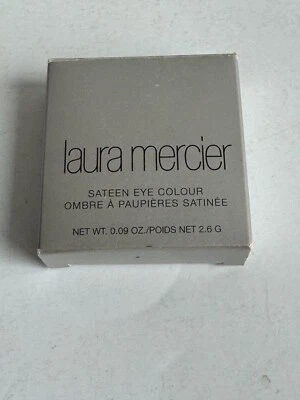 laura mercier
SATEEN EYE COLOUR
OMBRE À PAUPIÈRES SATINÉE
NET WT. 0.09 OZ./POIDS NET 2.6 G